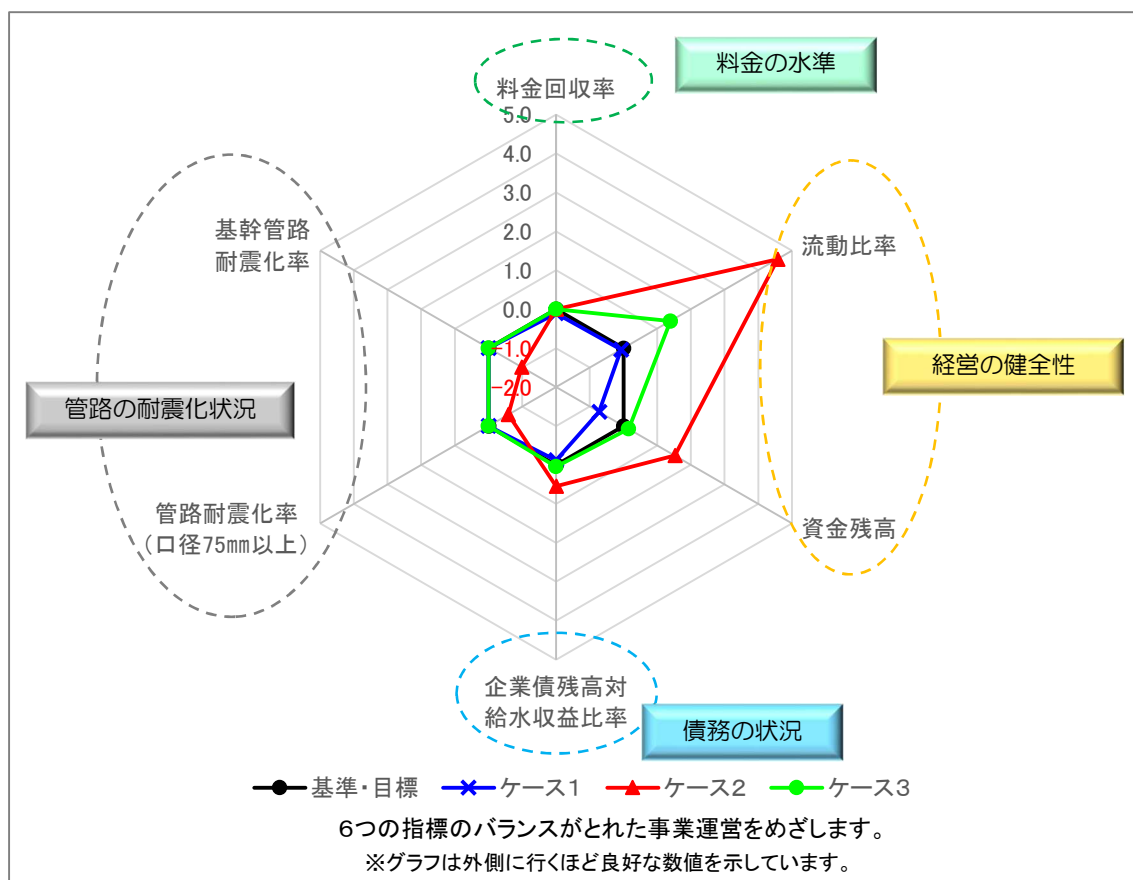 料金の水準
料金回収率
5.0
4.0
3.0
2.0
1.0
0.0
-1.0
-2.0
基幹管路
耐震化率
流動比率
経営の健全性
管路の耐震化状況
管路耐震化率
（口径75mm以上）
資金残高
企業債残高対
給水収益比率
債務の状況
基準・目標 ケース1 ケース2 ケース3
6つの指標のバランスがとれた事業運営をめざします。
※グラフは外側に行くほど良好な数値を示しています。